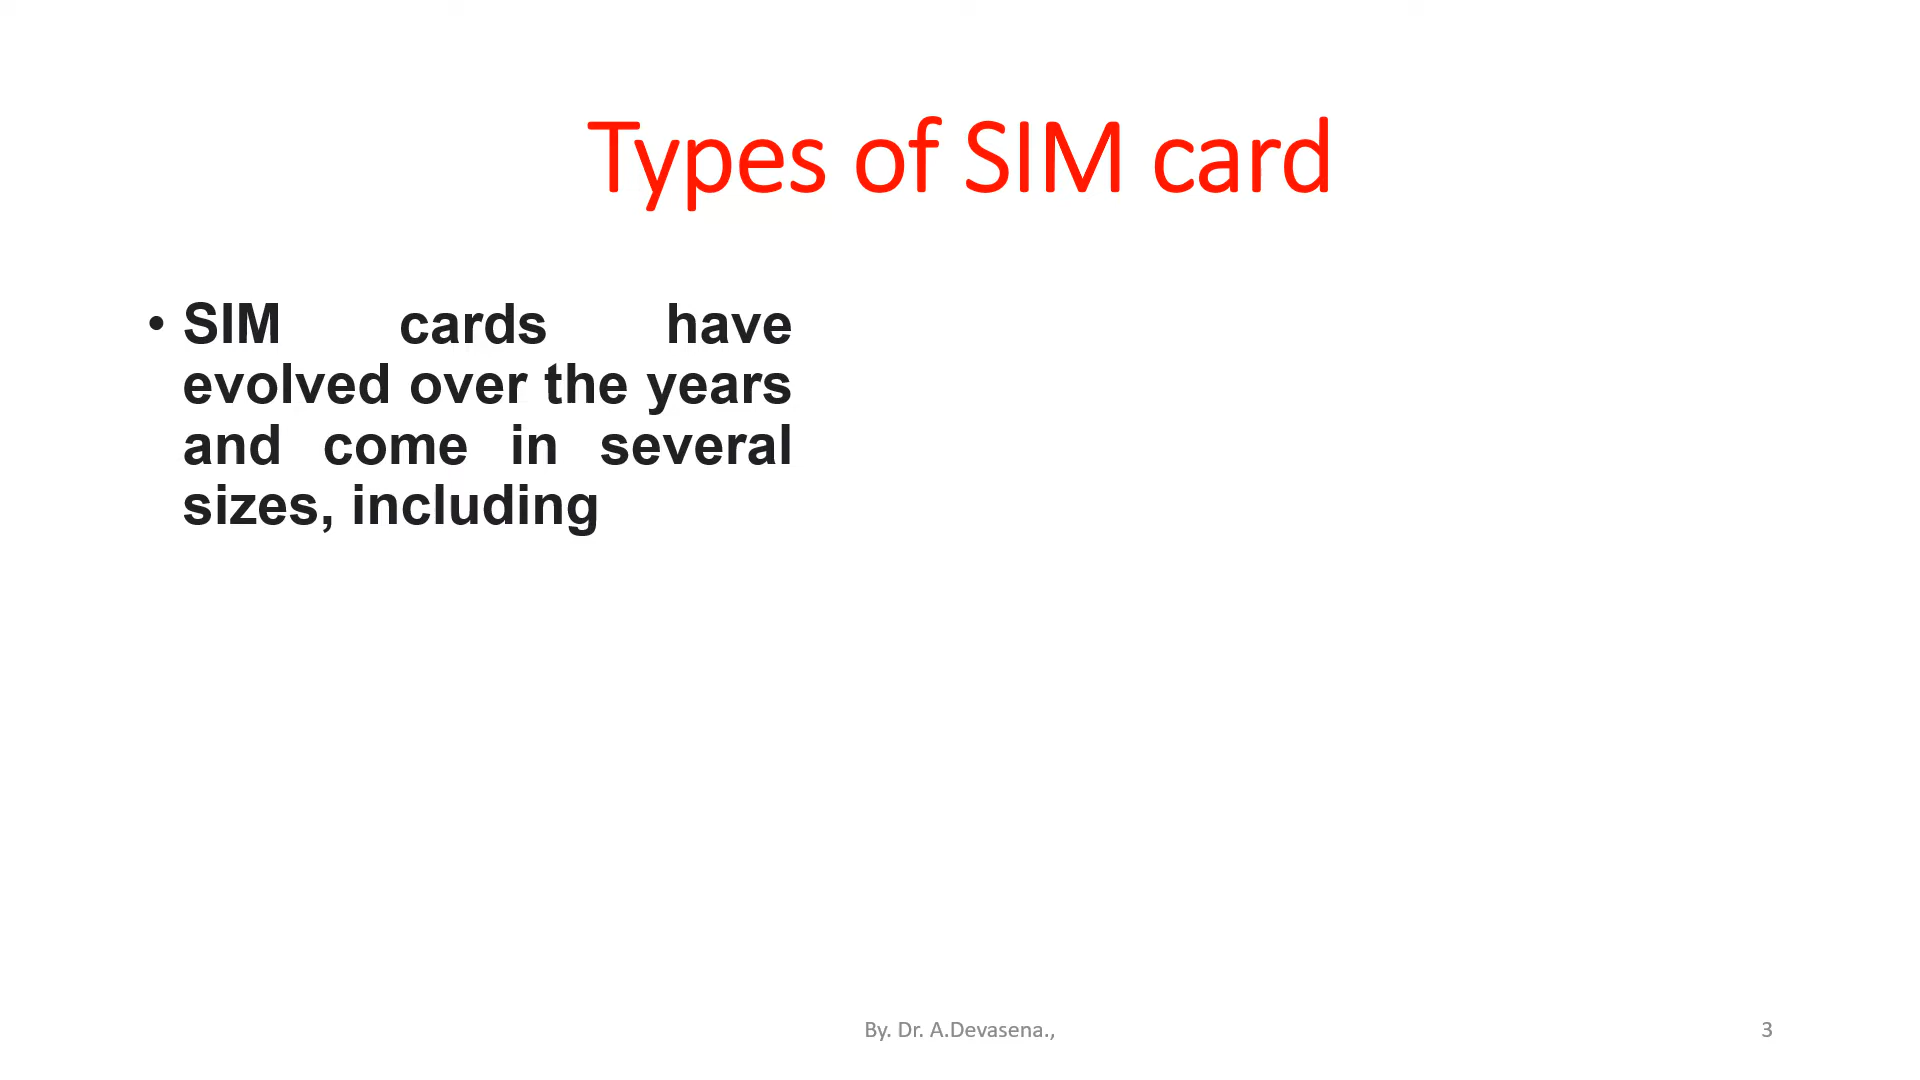 Types of SIM card
• SIM cards have
evolved over the years
and come in several
sizes, including
By. Dr. A.Devasena.,
3